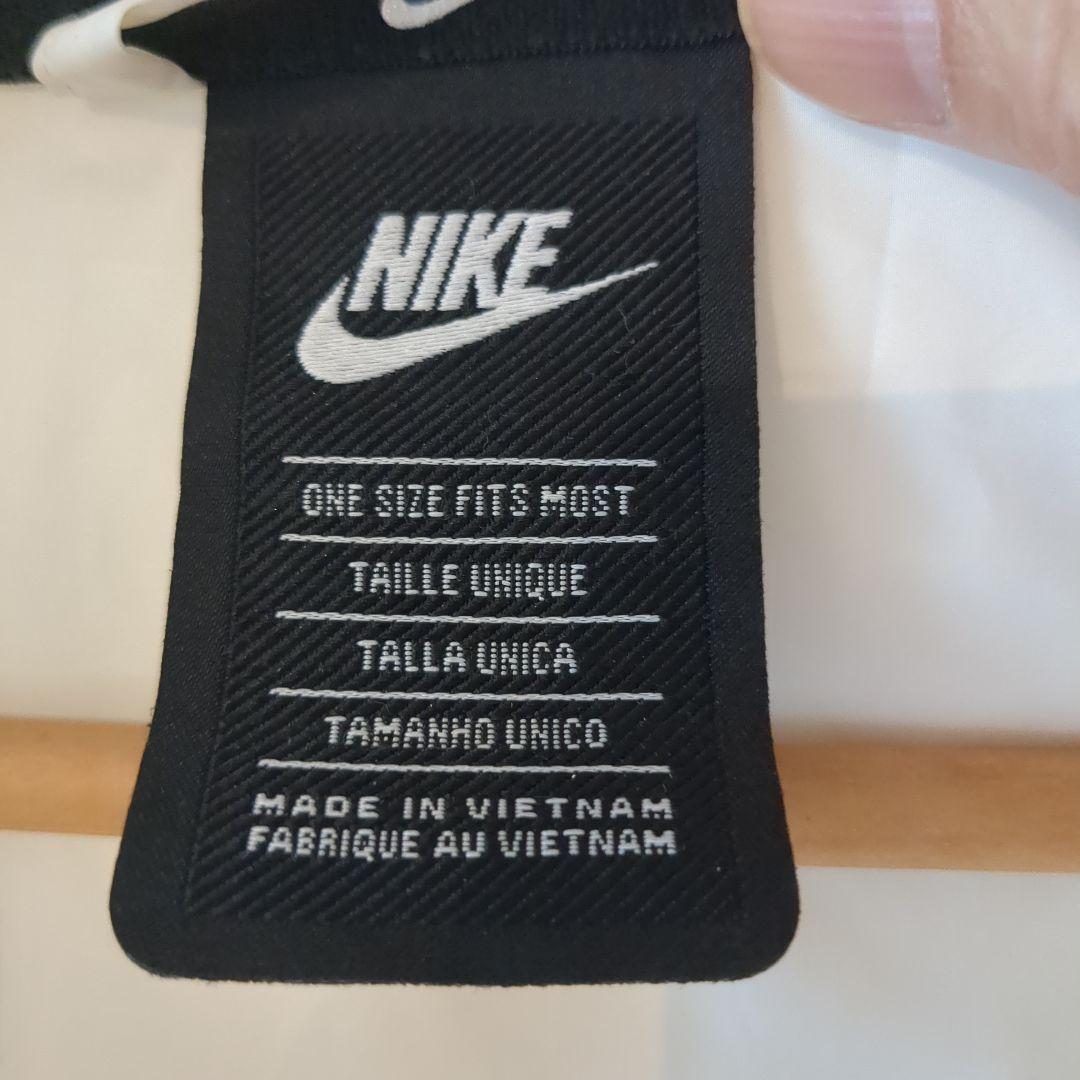 NIKE
ONE SIZE FITS MOST
TAILLE UNIQUE
TALLA UNICA
TAMANHO UNICO
MADE IN VIETNAM
FABRIQUE AU VIETNAM